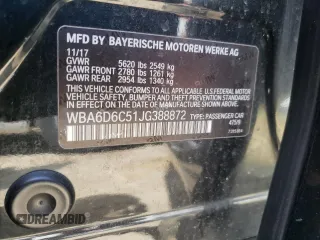 MFD BY BAYERISCHE MOTOREN WERKE AG
11/17
GVWR 5620 lbs 2549 kg
GAWR FRONT 2780 lbs 1261 kg
GAWR REAR 2954 lbs 1340 kg
THIS VEHICLE CONFORMS TO ALL APPLICABLE U.S. FEDERAL MOTOR
VEHICLE SAFETY, BUMPER, AND THEFT PREVENTION STANDARDS
IN EFFECT ON THE DATE OF MANUFACTURE SHOWN ABOVE.
WBA6D6C51JG388872 TYPE: PASSENGER CAR
475/9
DREAMBID